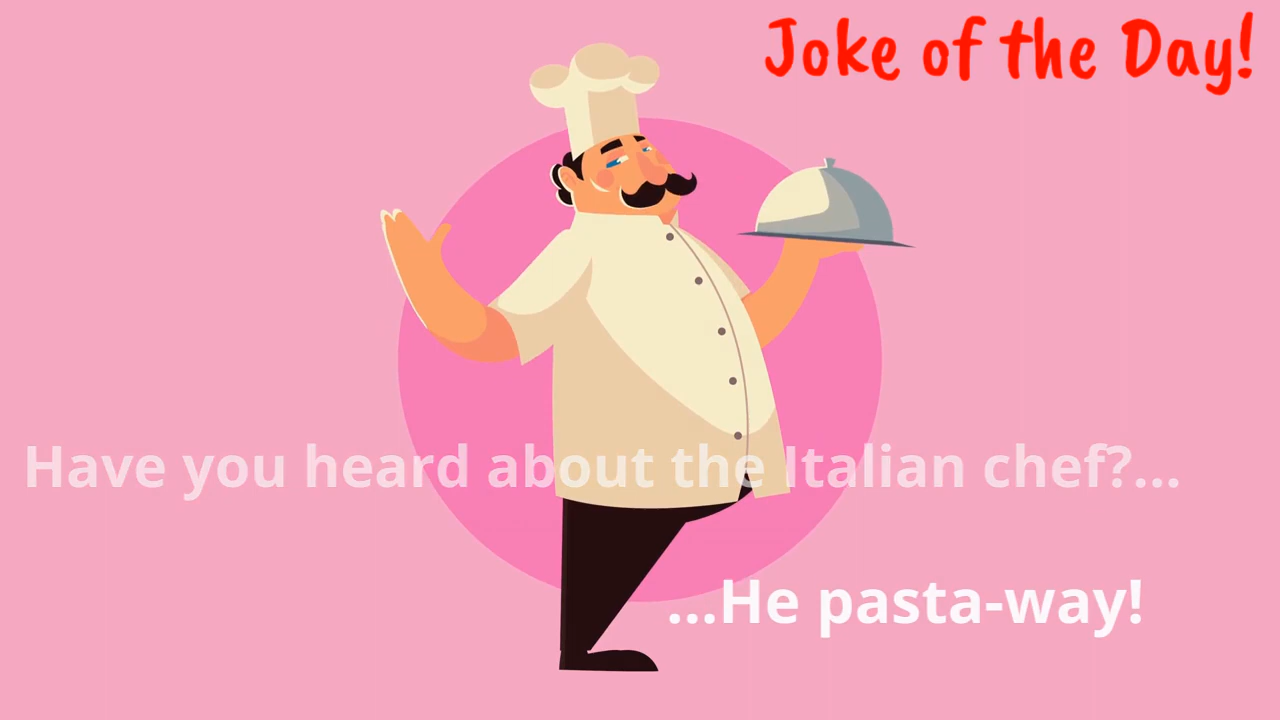 Joke of the Day!
Have you heard about the Italian chef?...
...He pasta-way!